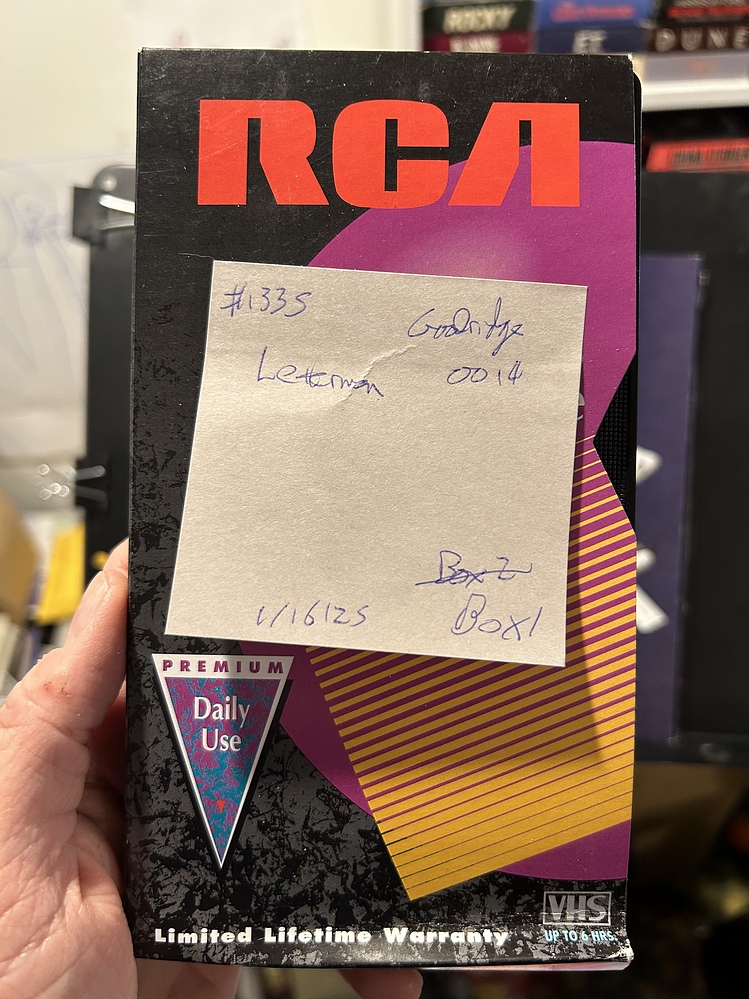 ROCKY
DUNE
RCA
#1335
Goodridge
Letterman
0014
Box 2
1/16/25
Box 1
PREMIUM
Daily
Use
VHS
Limited Lifetime Warranty
UP TO 6 HRS.